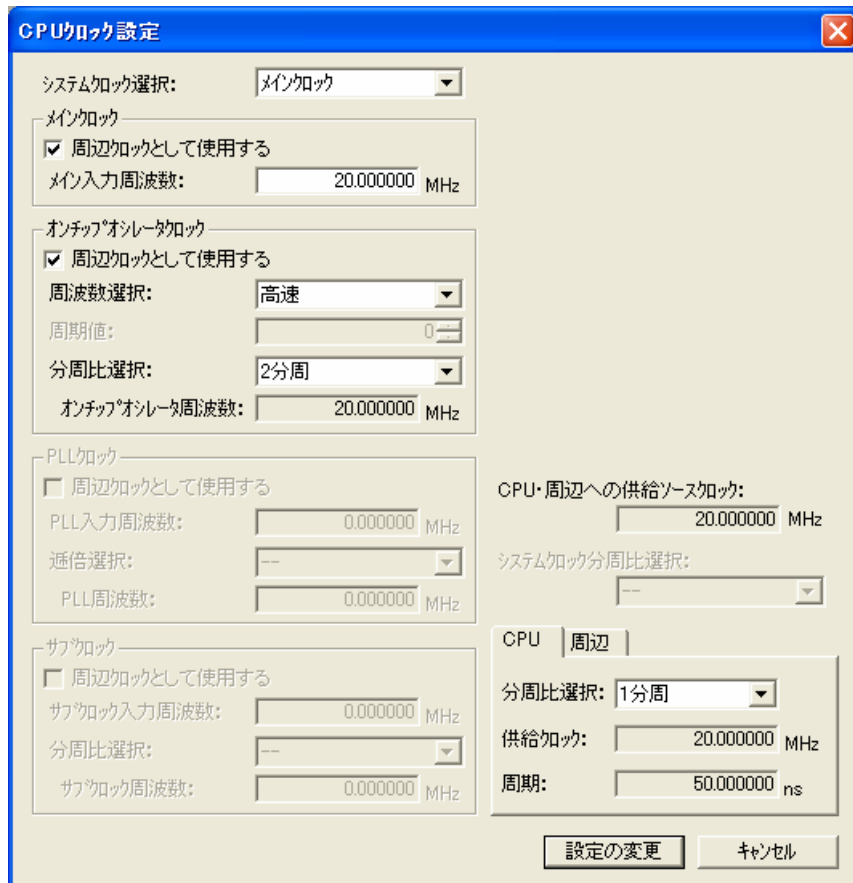 CPUｸﾛｯｸ設定
ｼｽﾃﾑｸﾛｯｸ選択: ﾒｲﾝｸﾛｯｸ
ﾒｲﾝｸﾛｯｸ
周辺ｸﾛｯｸとして使用する
ﾒｲﾝ入力周波数: 20.000000 MHz
ｵﾝﾁｯﾌﾟｵｼﾚｰﾀｸﾛｯｸ
周辺ｸﾛｯｸとして使用する
周波数選択: 高速
周期値: 0
分周比選択: 2分周
ｵﾝﾁｯﾌﾟｵｼﾚｰﾀ周波数: 20.000000 MHz
PLLｸﾛｯｸ
周辺ｸﾛｯｸとして使用する
PLL入力周波数: 0.000000 MHz
逓倍選択: --
PLL周波数: 0.000000 MHz
ｻﾌﾞｸﾛｯｸ
周辺ｸﾛｯｸとして使用する
ｻﾌﾞｸﾛｯｸ入力周波数: 0.000000 MHz
分周比選択: --
ｻﾌﾞｸﾛｯｸ周波数: 0.000000 MHz
CPU・周辺への供給ｿｰｽｸﾛｯｸ:
20.000000 MHz
ｼｽﾃﾑｸﾛｯｸ分周比選択:
--
CPU 周辺
分周比選択: 1分周
供給ｸﾛｯｸ: 20.000000 MHz
周期: 50.000000 ns
設定の変更 ｷｬﾝｾﾙ